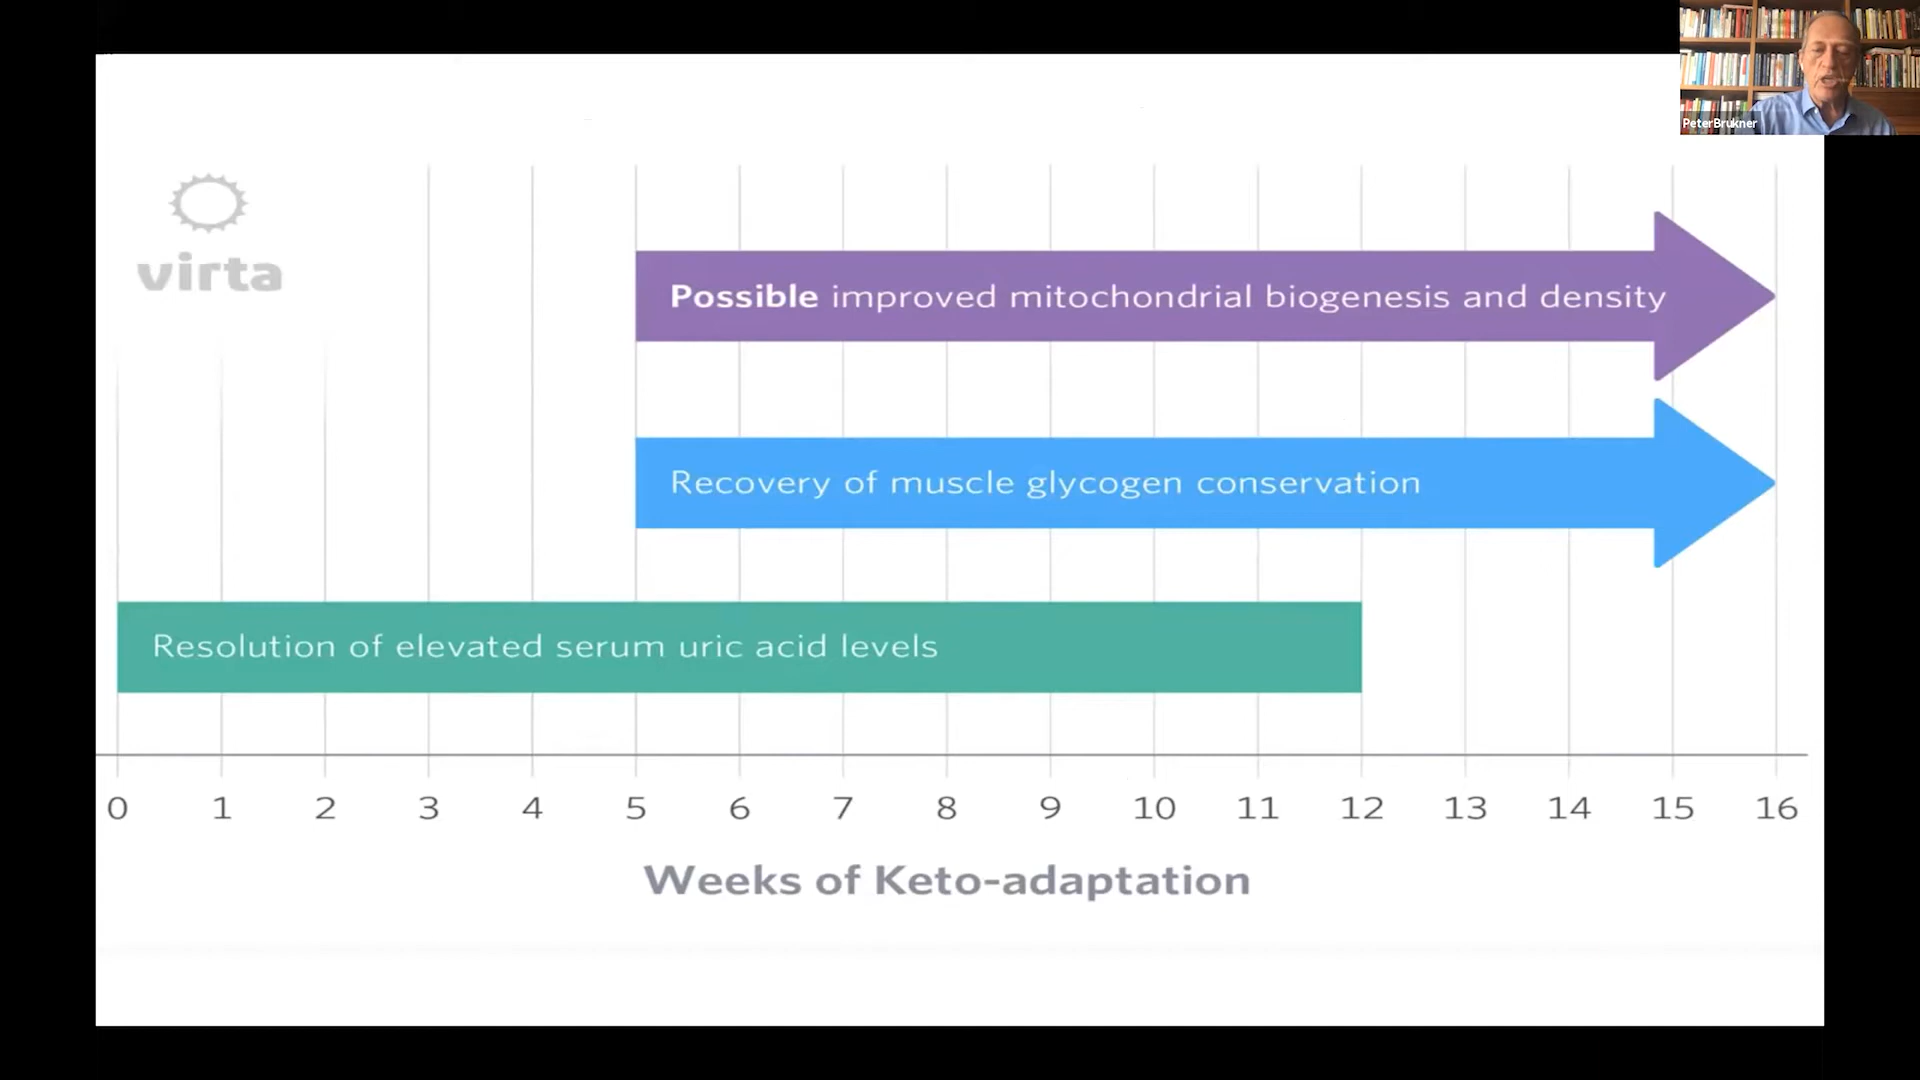 PeterBrukner
virta
Possible improved mitochondrial biogenesis and density
Recovery of muscle glycogen conservation
Resolution of elevated serum uric acid levels
0 1 2 3 4 5 6 7 8 9 10 11 12 13 14 15 16
Weeks of Keto-adaptation